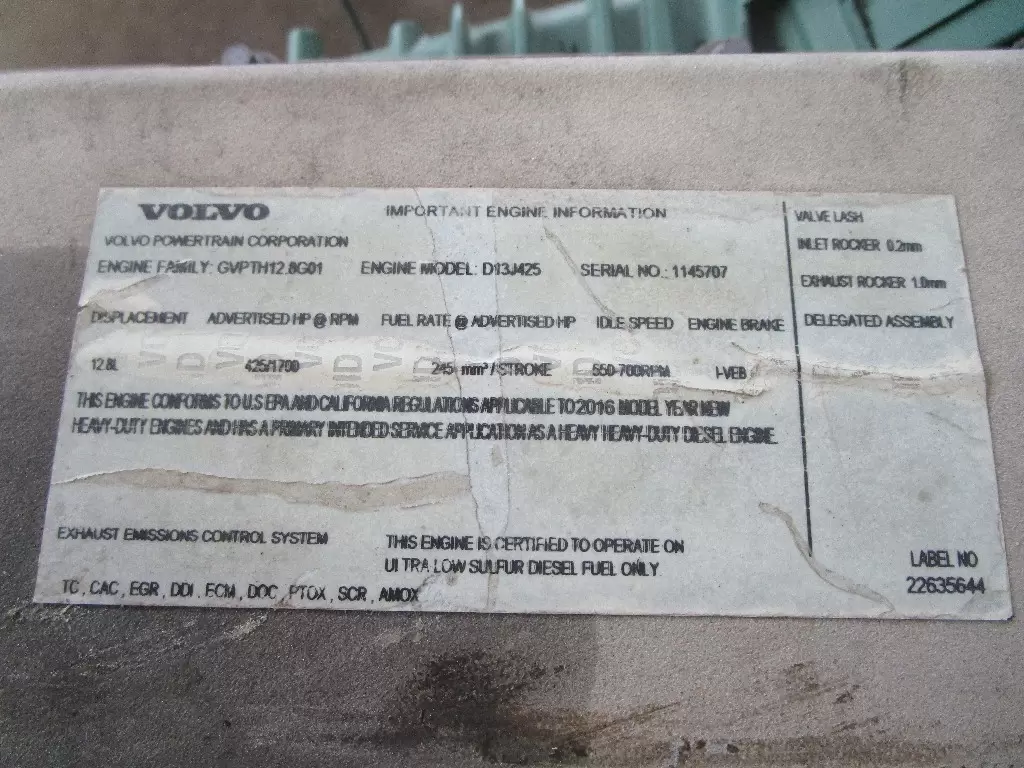 VOLVO
IMPORTANT ENGINE INFORMATION
VOLVO POWERTRAIN CORPORATION
ENGINE FAMILY: GVPTH12.8G01 ENGINE MODEL: D13J425 SERIAL NO.: 1145707
DISPLACEMENT ADVERTISED HP @ RPM FUEL RATE @ ADVERTISED HP IDLE SPEED ENGINE BRAKE
12.8L 425/1700 245 mm³/STROKE 550-700RPM I-VEB
THIS ENGINE CONFORMS TO U.S EPA AND CALIFORNIA REGULATIONS APPLICABLE TO 2016 MODEL YEAR NEW
HEAVY-DUTY ENGINES AND HAS A PRIMARY INTENDED SERVICE APPLICATION AS A HEAVY HEAVY-DUTY DIESEL ENGINE.
EXHAUST EMISSIONS CONTROL SYSTEM
TC, CAC, EGR, DDI, ECM, DOC, PTOX, SCR, AMOX
THIS ENGINE IS CERTIFIED TO OPERATE ON
ULTRA LOW SULFUR DIESEL FUEL ONLY.
VALVE LASH
INLET ROCKER 0.2mm
EXHAUST ROCKER 1.0mm
DELEGATED ASSEMBLY
LABEL NO
22635644